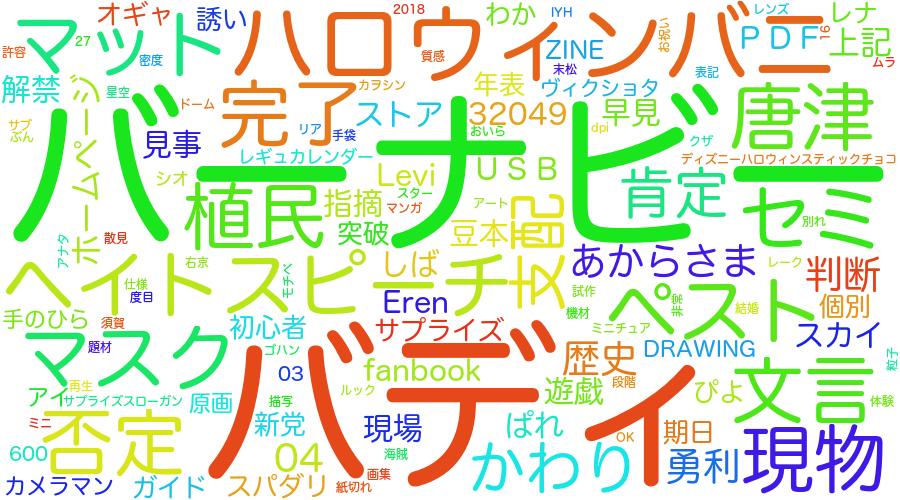 オギャ
誘い
2018
わか
IYH
レンズ
レナ
マット
ハロウィンバニー
お祝い
ＰＤＦ
91
上記
許容
27
密度
質感
ZINE
末松
表記
ムラ
解禁
星空
ドーム
完了
カヲシン
年表
ヴィクショタ
早見
唐津
バーナビー
ストア
32049
サブ
ぶん
見事
リア
手袋
おいら
dpi
クザ
ホームページ
レギュカレンダー
ＵＳＢ
ディズニーハロウィンスティックチョコ
シオ
植民
Levi
指摘
スター
マンガ
アート
支配
肯定
セミ
別れ
突破
豆本
アナタ
散見
右京
ヘイトスピーチ
モチベ
しば
あからさま
レーク
判断
仕様
度目
試作
非常
ペスト
結婚
個別
手のひら
須賀
初心者
Eren
サプライズ
機材
ミニチュア
スカイ
マスク
題材
ゴハン
バディ
歴史
DRAWING
粒子
03
fanbook
段階
アイ
再生
サプライズスローガン
原画
描写
ルック
遊戯
ぴよ
文言
体験
ミニ
否定
新党
現場
ぱれ
OK
期日
現物
600
04
海賊
かわり
勇利
カメラマン
ガイド
スパダリ
紙切れ
画集